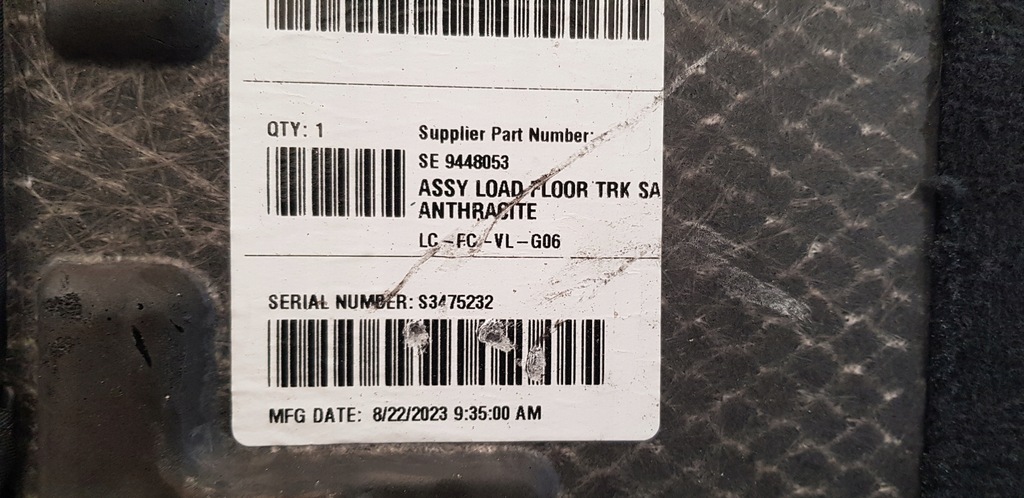 QTY: 1
Supplier Part Number:
SE 9448053
ASSY LOAD FLOOR TRK SA
ANTHRACITE
LC-FC-VL-G06
SERIAL NUMBER: S3475232
MFG DATE: 8/22/2023 9:35:00 AM